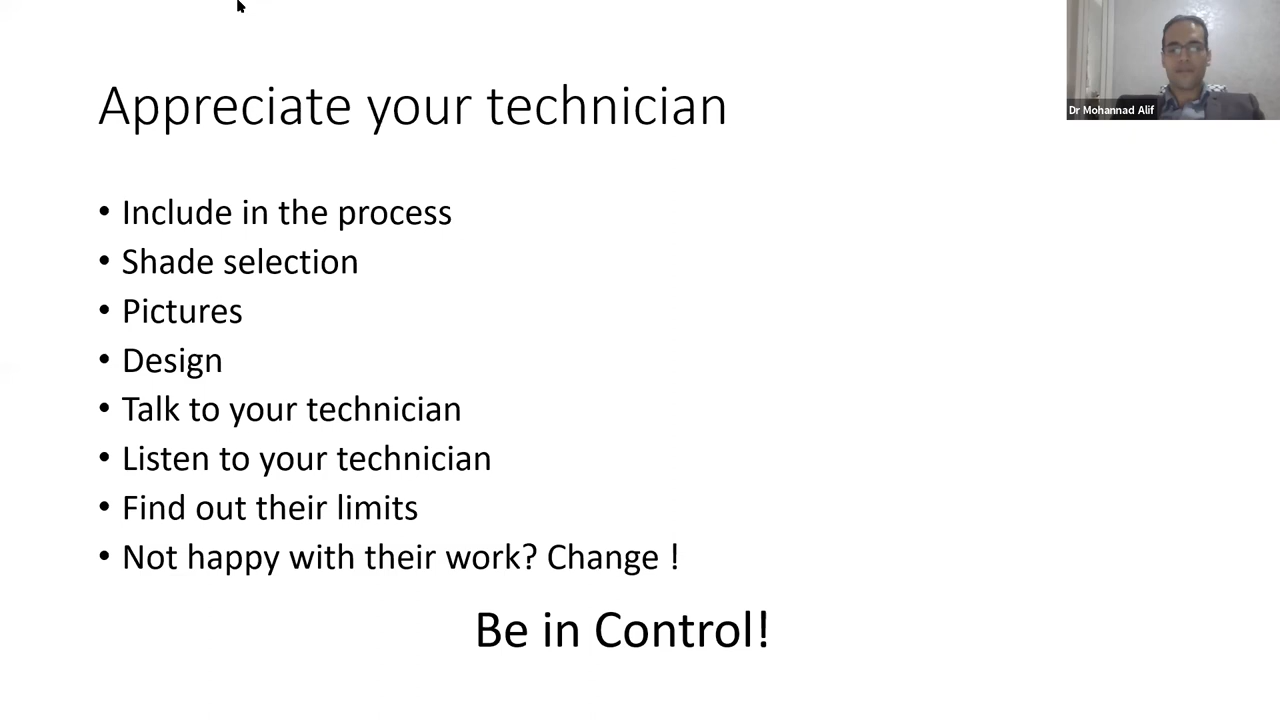 Appreciate your technician
Dr Mohannad Alif
• Include in the process
• Shade selection
• Pictures
• Design
• Talk to your technician
• Listen to your technician
• Find out their limits
• Not happy with their work? Change !
Be in Control!